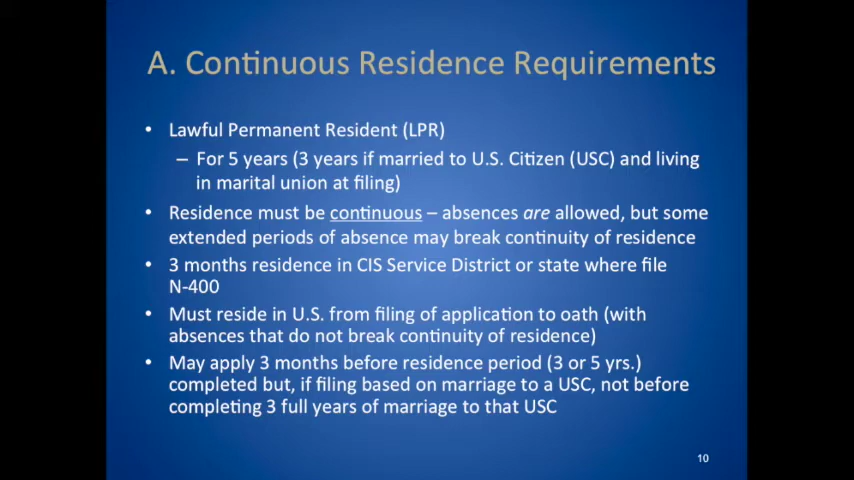 A. Continuous Residence Requirements
• Lawful Permanent Resident (LPR)
– For 5 years (3 years if married to U.S. Citizen (USC) and living
in marital union at filing)
• Residence must be continuous – absences are allowed, but some
extended periods of absence may break continuity of residence
• 3 months residence in CIS Service District or state where file
N-400
• Must reside in U.S. from filing of application to oath (with
absences that do not break continuity of residence)
• May apply 3 months before residence period (3 or 5 yrs.)
completed but, if filing based on marriage to a USC, not before
completing 3 full years of marriage to that USC
10